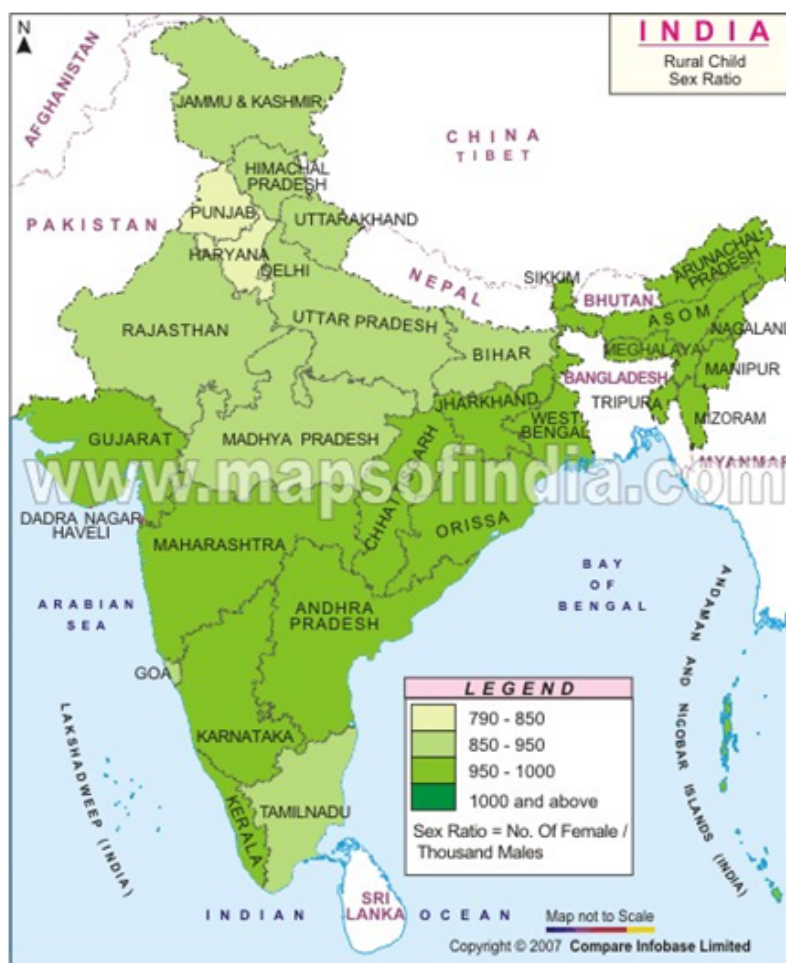 N
INDIA
Rural Child
Sex Ratio
AFGHANISTAN
JAMMU & KASHMIR
CHINA
TIBET
HIMACHAL
PRADESH
PUNJAB
PAKISTAN
UTTARAKHAND
HARYANA
DELHI
NEPAL
SIKKIM
ARUNACHAL
PRADESH
BHUTAN
ASOM
NAGALAND
RAJASTHAN
UTTAR PRADESH
BIHAR
MEGHALAYA
MANIPUR
BANGLADESH
TRIPURA
MIZORAM
JHARKHAND
WEST
BENGAL
GUJARAT
MADHYA PRADESH
CHHATTISGARH
MYANMAR
www.mapsofindia.com
DADRA NAGAR
HAVELI
MAHARASHTRA
ORISSA
ARABIAN
SEA
BAY
OF
BENGAL
ANDHRA
PRADESH
ANDAMAN AND NICOBAR ISLANDS (INDIA)
GOA
LAKSHADWEEP (INDIA)
KARNATAKA
KERALA
TAMILNADU
LEGEND
790 - 850
850 - 950
950 - 1000
1000 and above
Sex Ratio = No. Of Female /
Thousand Males
SRI
LANKA
INDIAN OCEAN
Map not to Scale
Copyright © 2007 Compare Infobase Limited